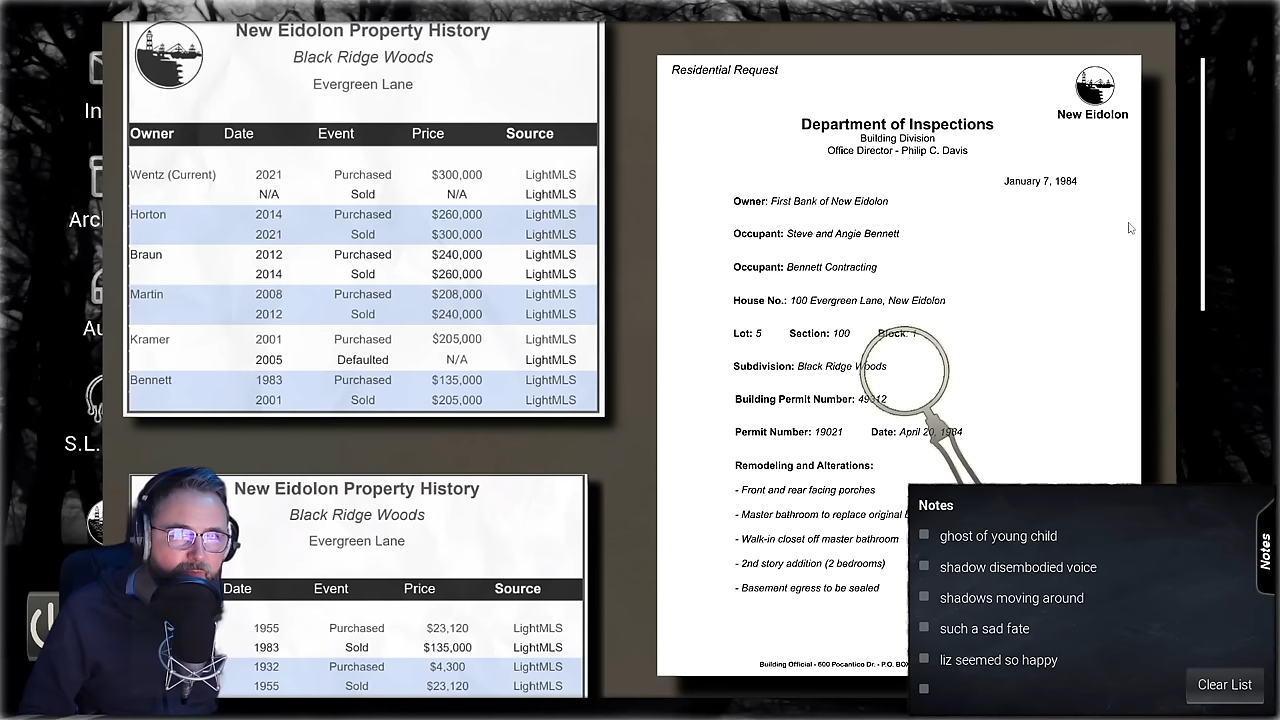 New Eidolon Property History
Black Ridge Woods
Evergreen Lane
Owner Date Event Price Source
Wentz (Current) 2021 Purchased $300,000 LightMLS
N/A Sold N/A LightMLS
Horton 2014 Purchased $260,000 LightMLS
2021 Sold $300,000 LightMLS
Braun 2012 Purchased $240,000 LightMLS
2014 Sold $260,000 LightMLS
Martin 2008 Purchased $208,000 LightMLS
2012 Sold $240,000 LightMLS
Kramer 2001 Purchased $205,000 LightMLS
2005 Defaulted N/A LightMLS
Bennett 1983 Purchased $135,000 LightMLS
2001 Sold $205,000 LightMLS
New Eidolon Property History
Black Ridge Woods
Evergreen Lane
Date Event Price Source
1955 Purchased $23,120 LightMLS
1983 Sold $135,000 LightMLS
1932 Purchased $4,300 LightMLS
1955 Sold $23,120 LightMLS
Residential Request
New Eidolon
Department of Inspections
Building Division
Office Director - Philip C. Davis
January 7, 1984
Owner: First Bank of New Eidolon
Occupant: Steve and Angie Bennett
Occupant: Bennett Contracting
House No.: 100 Evergreen Lane, New Eidolon
Lot: 5 Section: 100 Block: 1
Subdivision: Black Ridge Woods
Building Permit Number: 49312
Permit Number: 19021 Date: April 20, 1984
Remodeling and Alterations:
- Front and rear facing porches
- Master bathroom to replace original
- Walk-in closet off master bathroom
- 2nd story addition (2 bedrooms)
- Basement egress to be sealed
Building Official - 600 Pocantico Dr. - P.O. BOX
Notes
ghost of young child
shadow disembodied voice
shadows moving around
such a sad fate
liz seemed so happy
Clear List
Notes
In
Arc
Au
S.L.